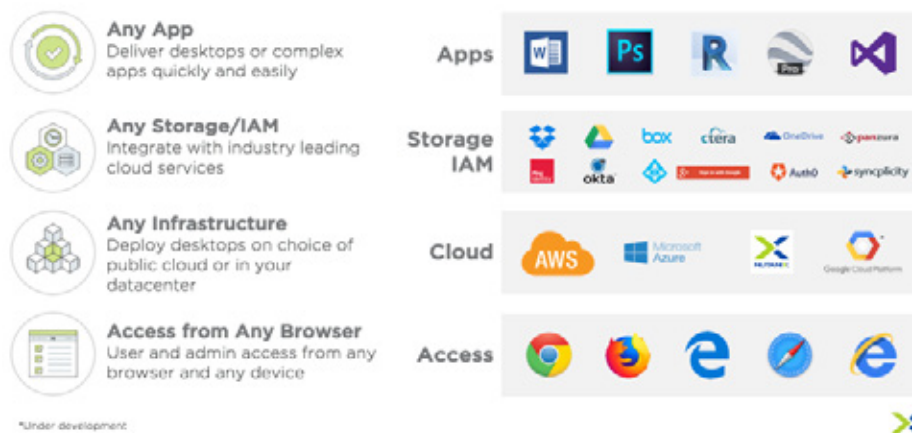 Any App
Deliver desktops or complex
apps quickly and easily
Apps
Ps
R
Pro
Any Storage/IAM
Integrate with industry leading
cloud services
Storage
IAM
box
ctera
OneDrive
panzura
okta
Auth0
syncplicity
Any Infrastructure
Deploy desktops on choice of
public cloud or in your
datacenter
Cloud
AWS
Microsoft
Azure
NUTANIX
Google Cloud Platform
Access from Any Browser
User and admin access from any
browser and any device
Access
*Under development